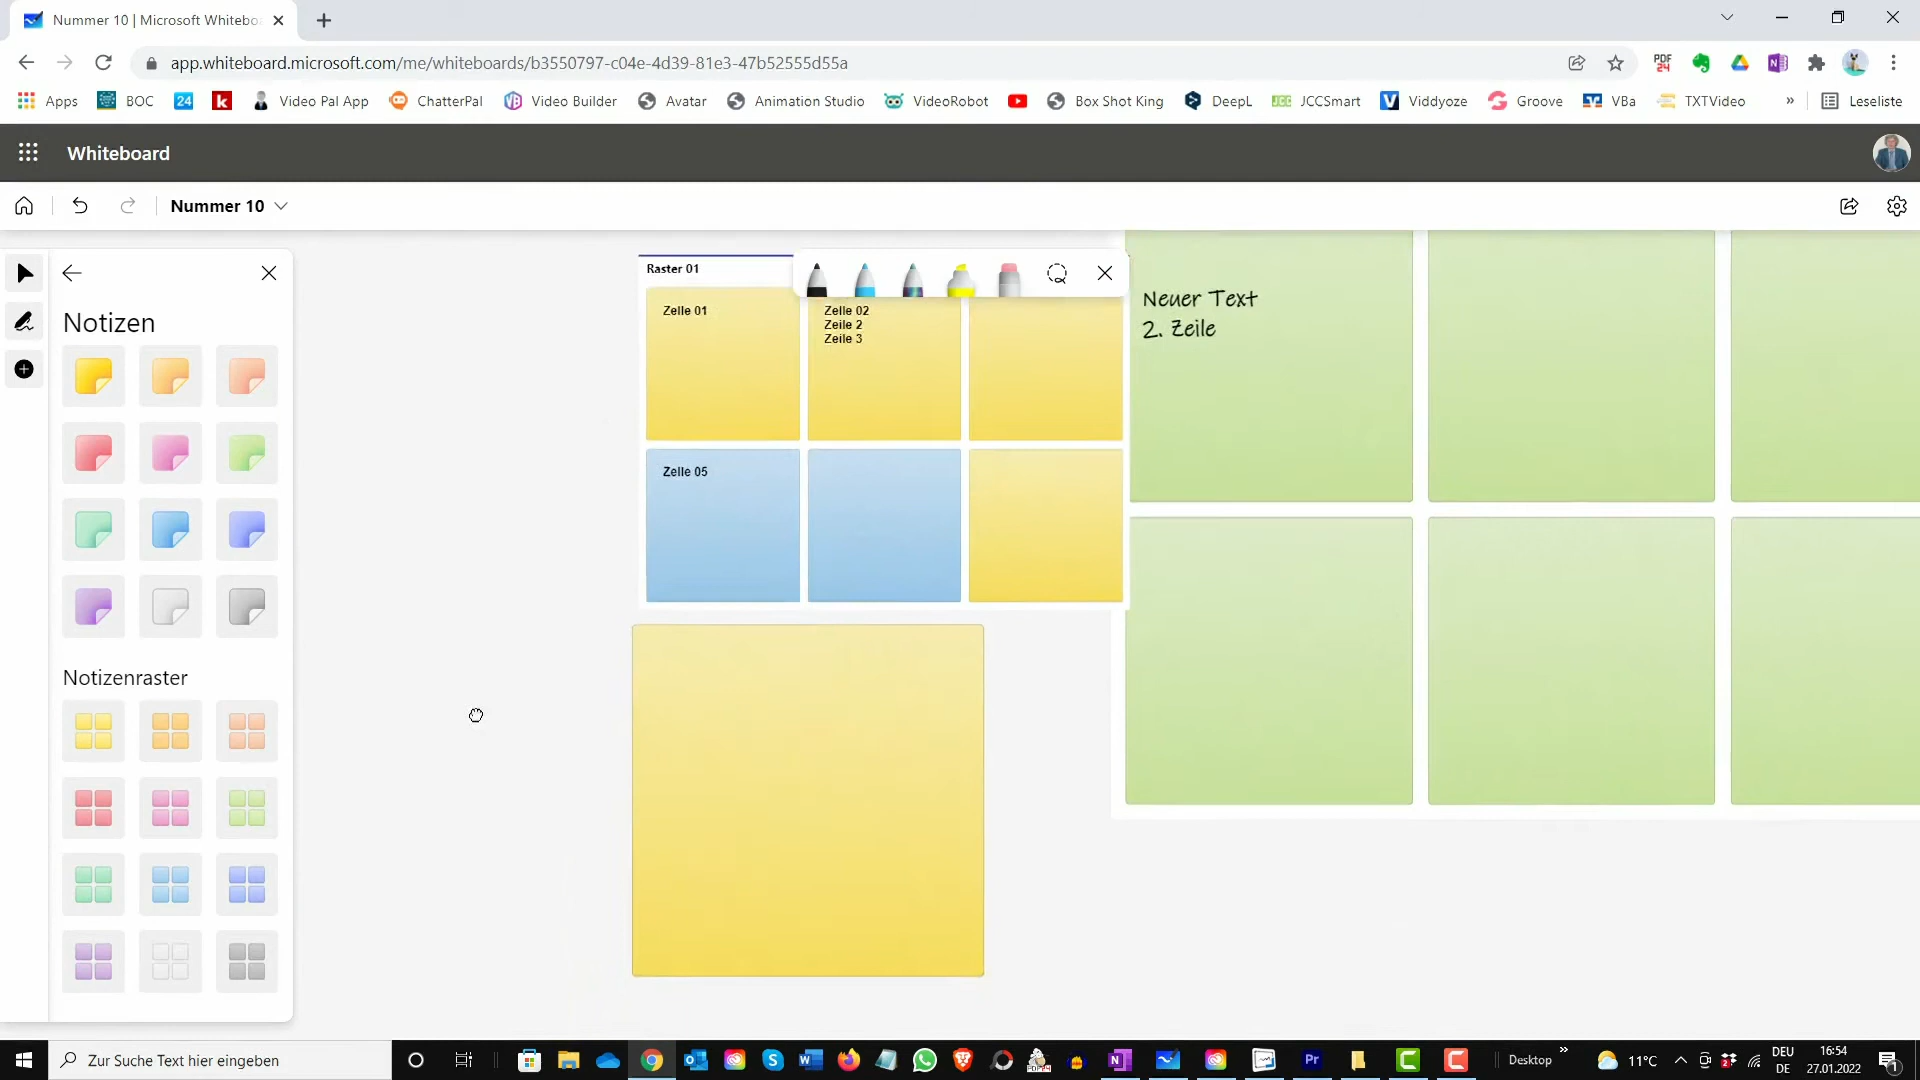 Nummer 10 | Microsoft Whitebo
app.whiteboard.microsoft.com/me/whiteboards/b3550797-c04e-4d39-81e3-47b52555d55a
Apps BOC 24 k Video Pal App ChatterPal Video Builder Avatar Animation Studio VideoRobot Box Shot King DeepL JCCSmart Viddyoze Groove VBa TXTVideo » Leseliste
Whiteboard
Nummer 10
Notizen
Notizenraster
Raster 01
Zelle 01
Zelle 02
Zeile 2
Zeile 3
Zelle 05
Neuer Text
2. Zeile
Zur Suche Text hier eingeben
Desktop
11°C
DEU
DE
16:54
27.01.2022